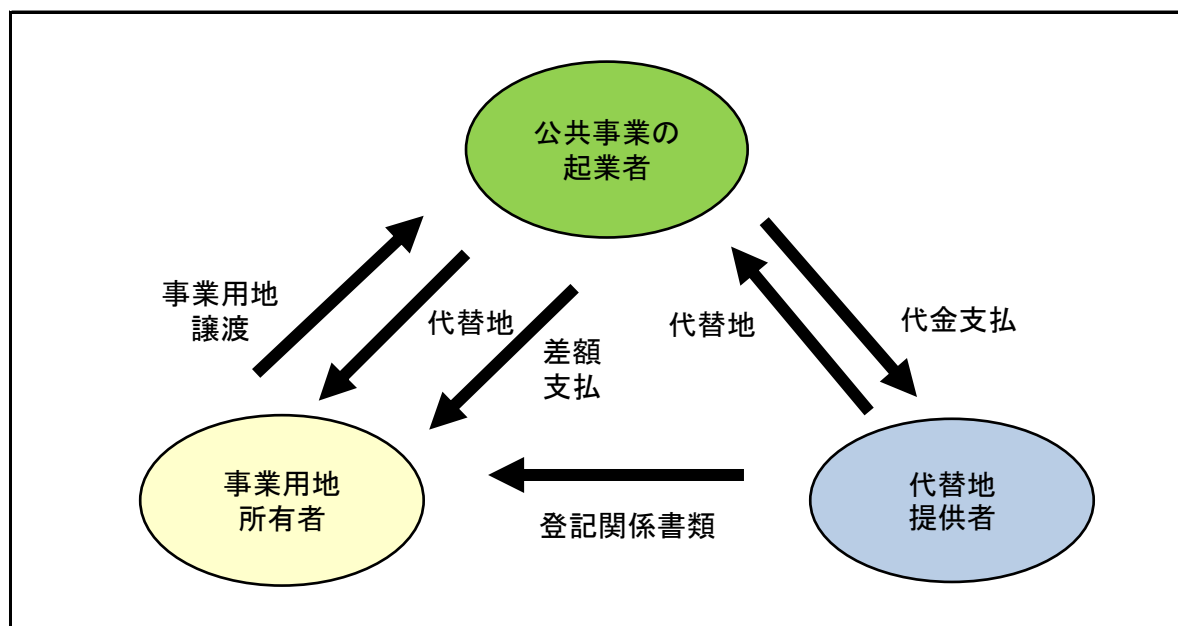 公共事業の
起業者
事業用地
譲渡
代替地
差額
支払
代替地
代金支払
事業用地
所有者
登記関係書類
代替地
提供者